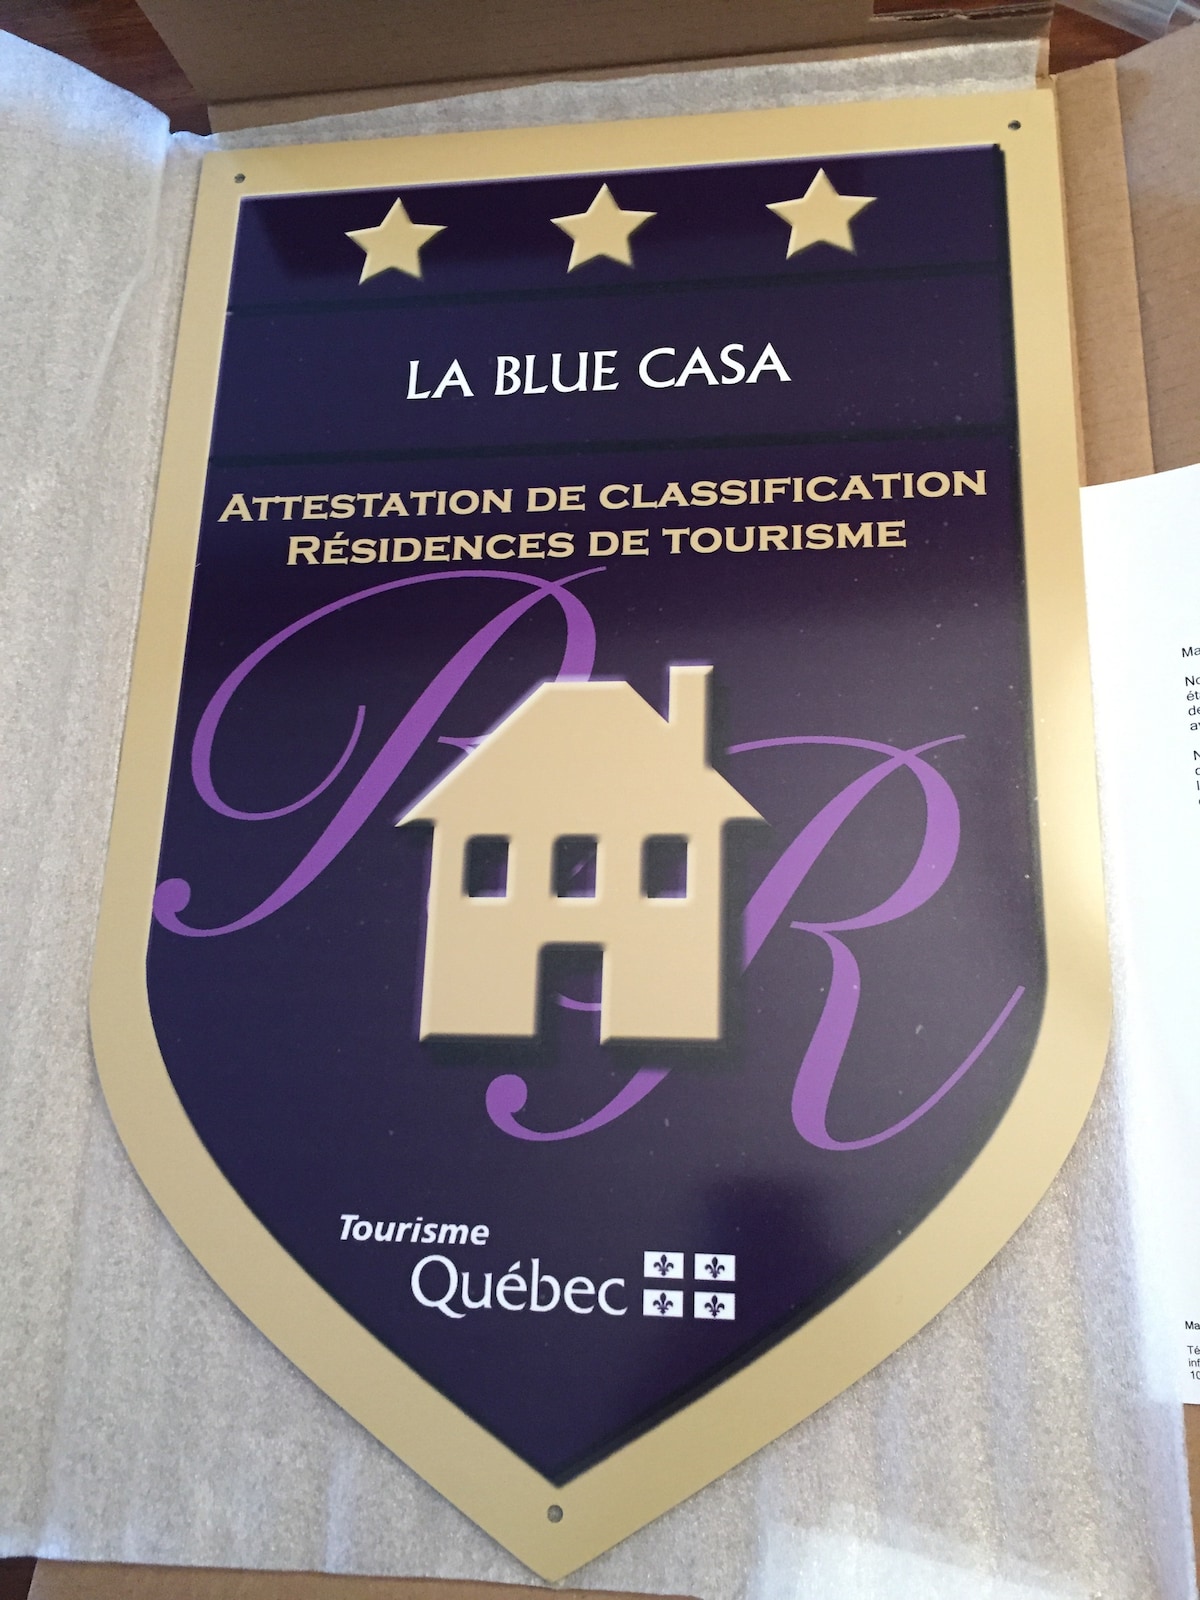 LA BLUE CASA
ATTESTATION DE CLASSIFICATION
RÉSIDENCES DE TOURISME
R R
Tourisme
Québec